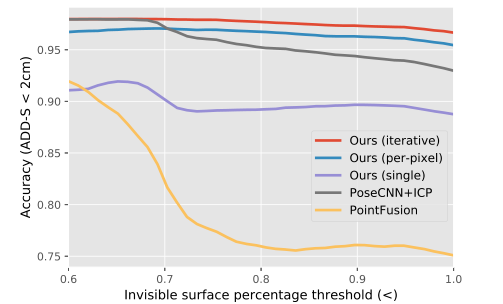 Accuracy (ADD-S < 2cm)
0.95
0.90
0.85
0.80
0.75
Ours (iterative)
Ours (per-pixel)
Ours (single)
PoseCNN+ICP
PointFusion
0.6 0.7 0.8 0.9 1.0
Invisible surface percentage threshold (<)